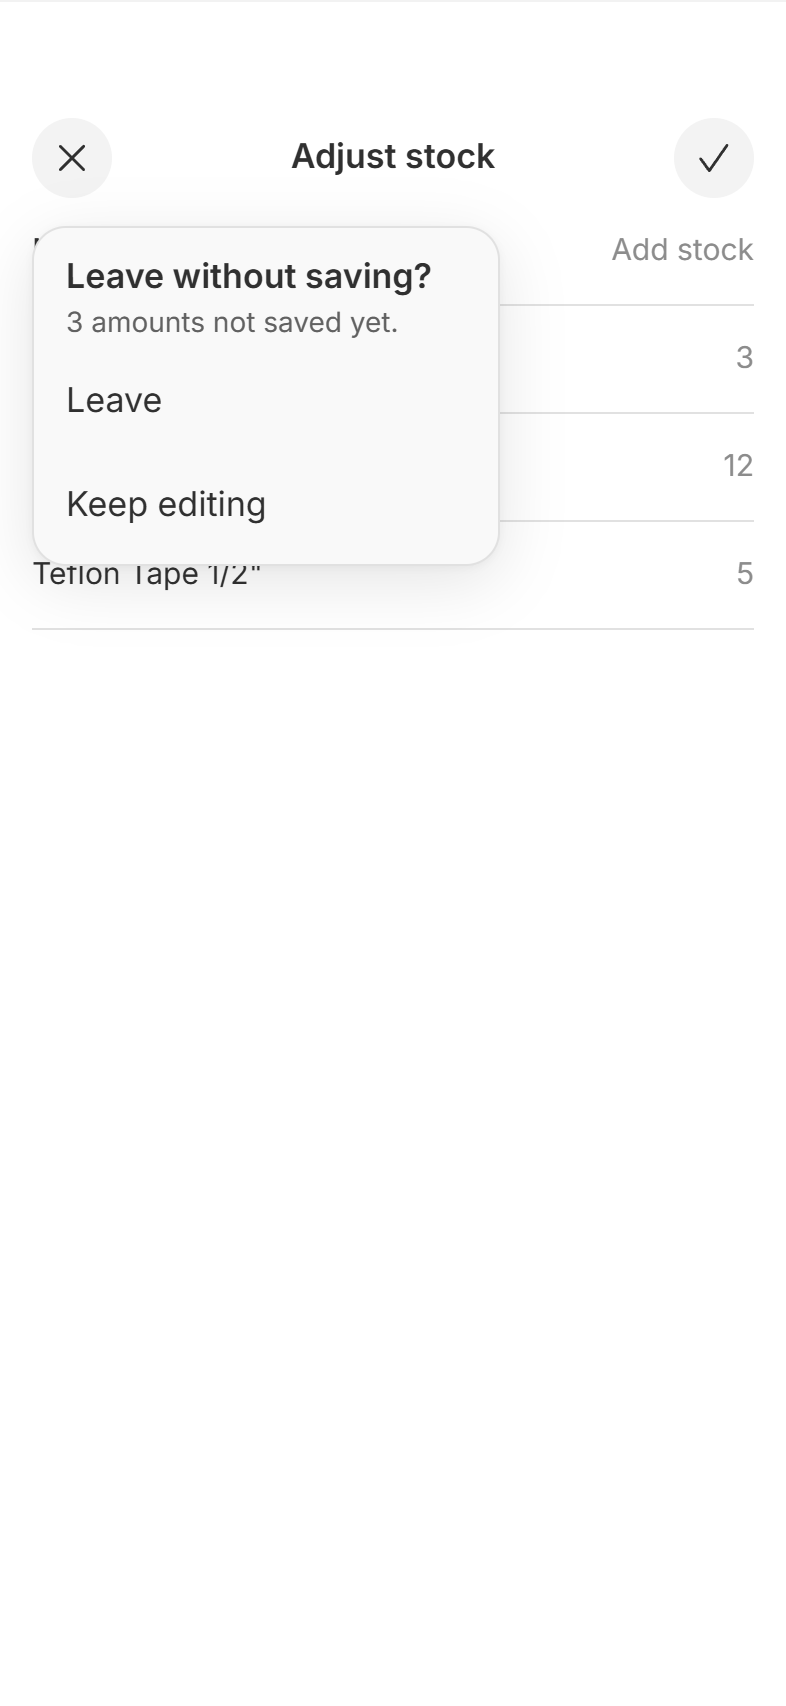 Adjust stock
Add stock
Leave without saving?
3 amounts not saved yet.
3
Leave
12
Keep editing
Teflon Tape 1/2"
5